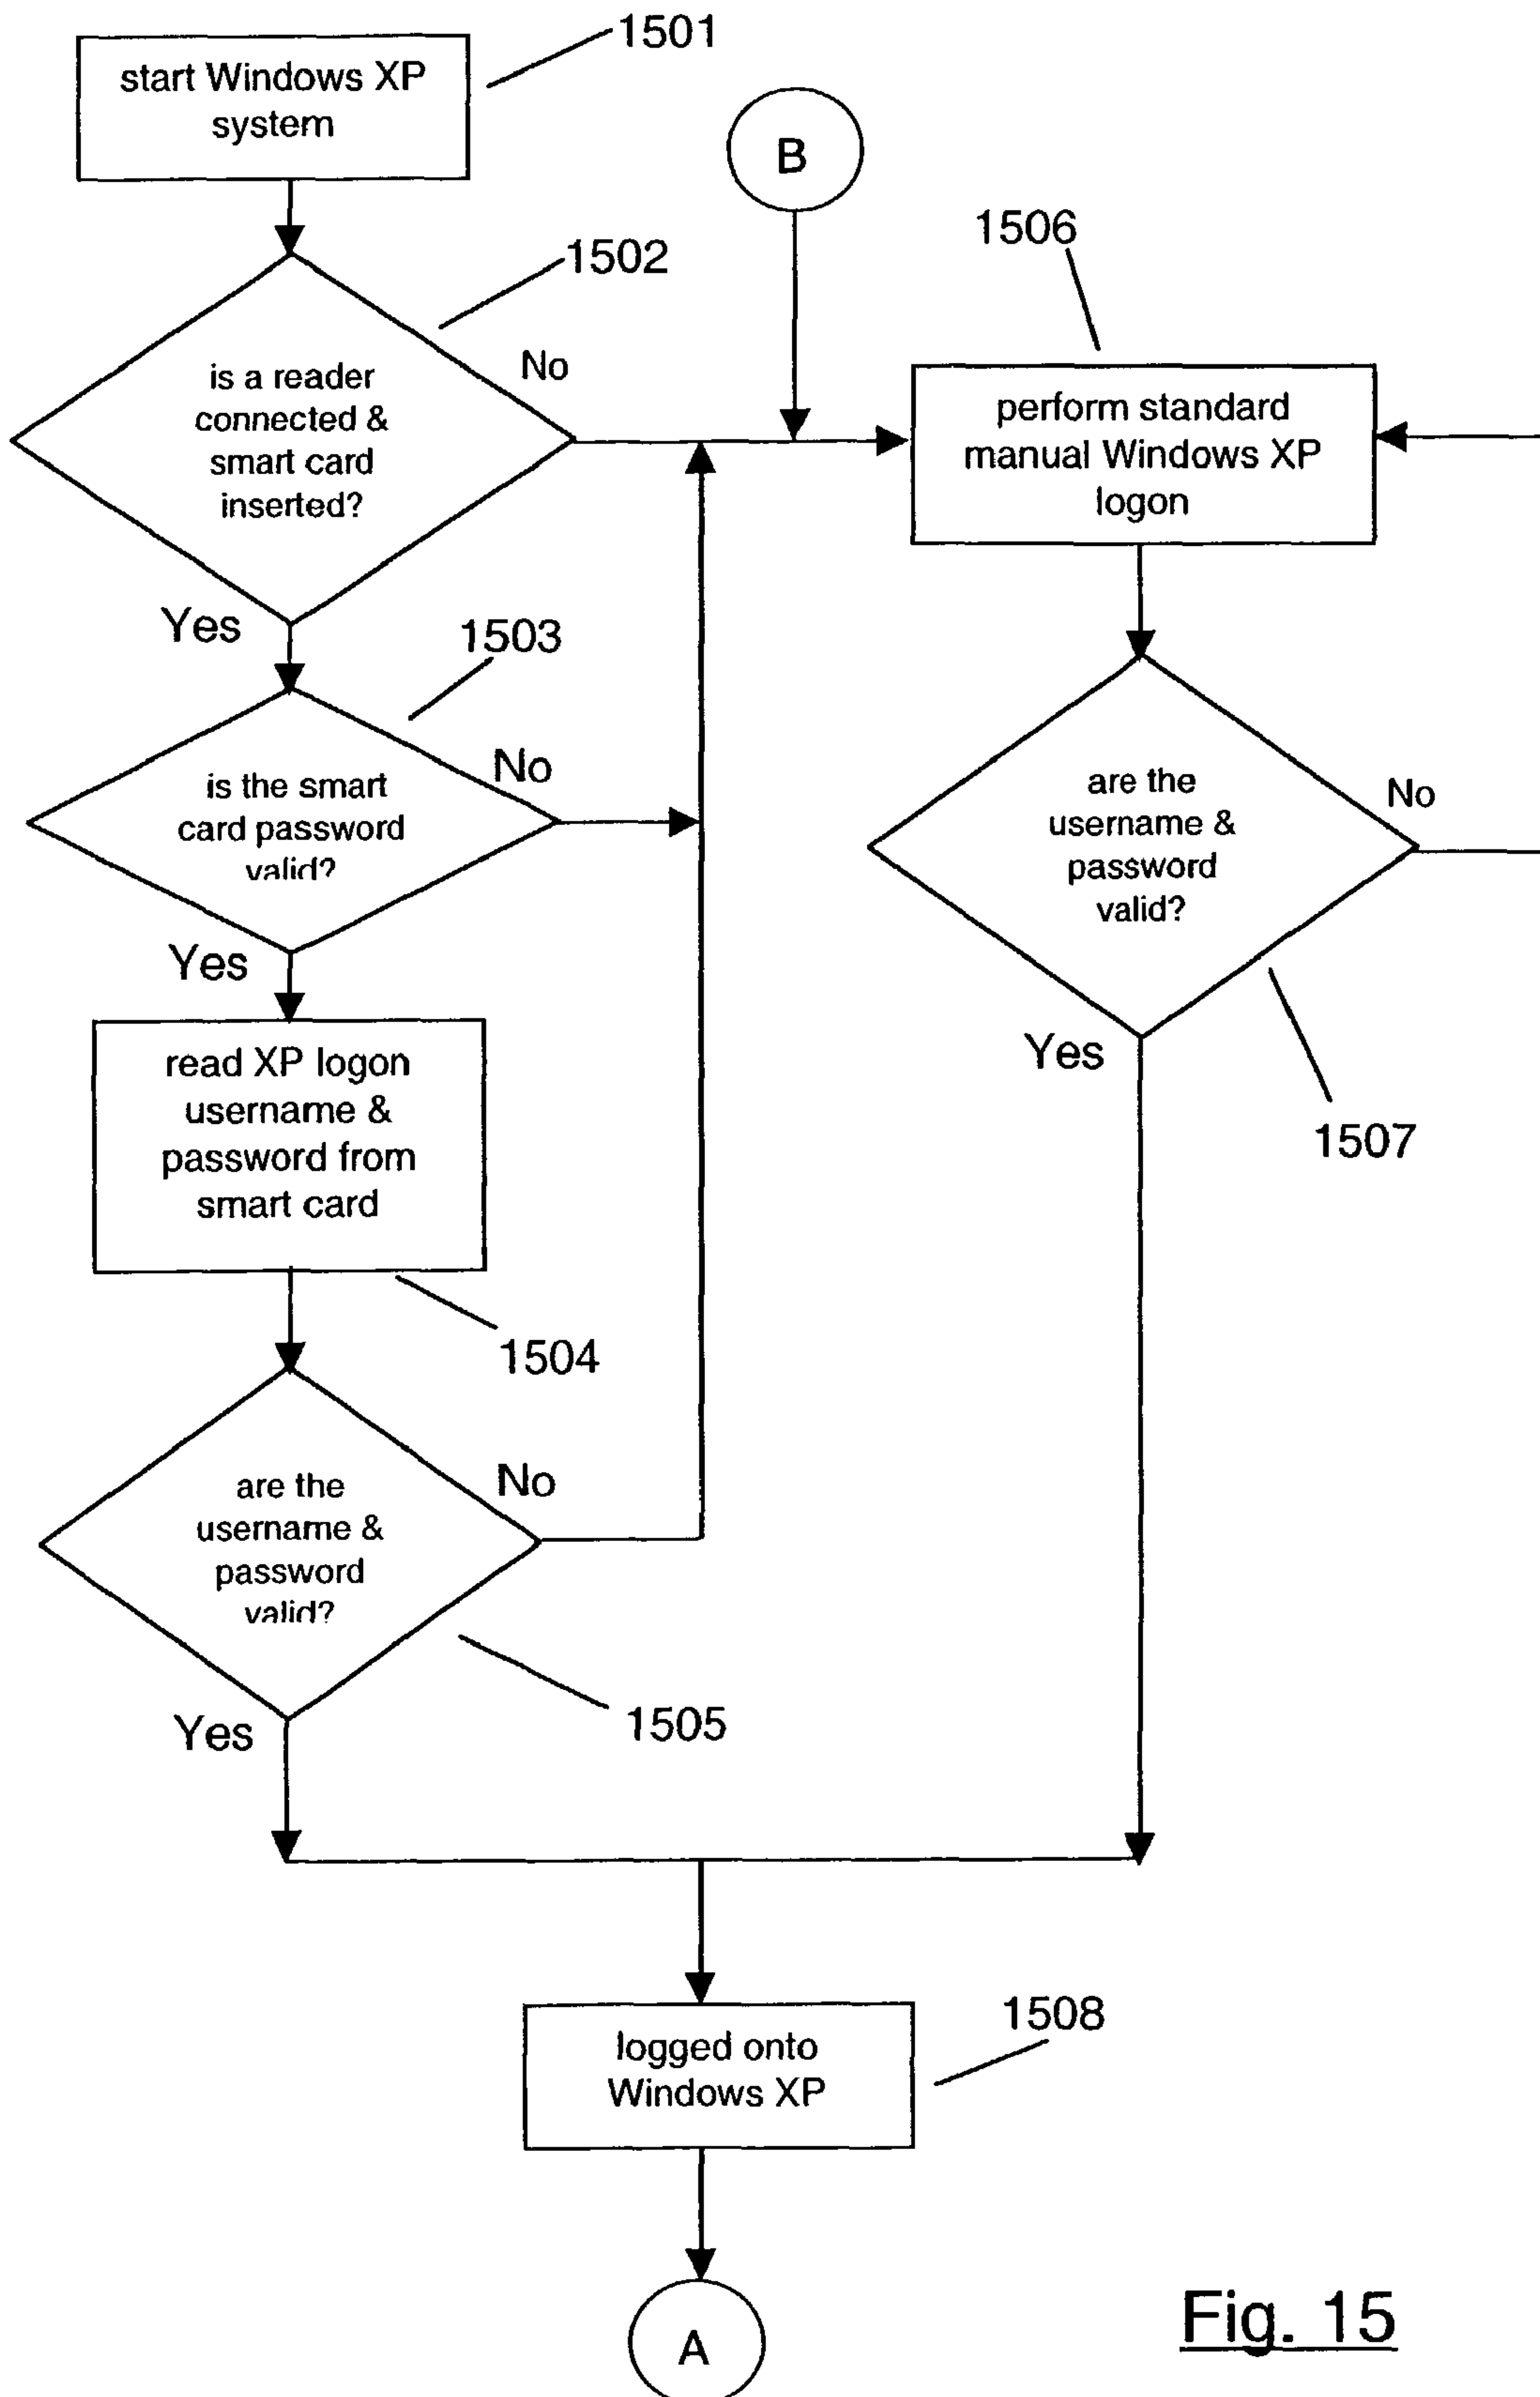 1501
start Windows XP
system
B
1506
1502
No
is a reader
connected &
smart card
inserted?
perform standard
manual Windows XP
logon
Yes
1503
No
is the smart
card password
valid?
are the
username &
password
valid?
No
Yes
read XP logon
username &
password from
smart card
Yes
1507
1504
No
are the
username &
password
valid?
1505
Yes
logged onto
Windows XP
1508
A
Fig. 15